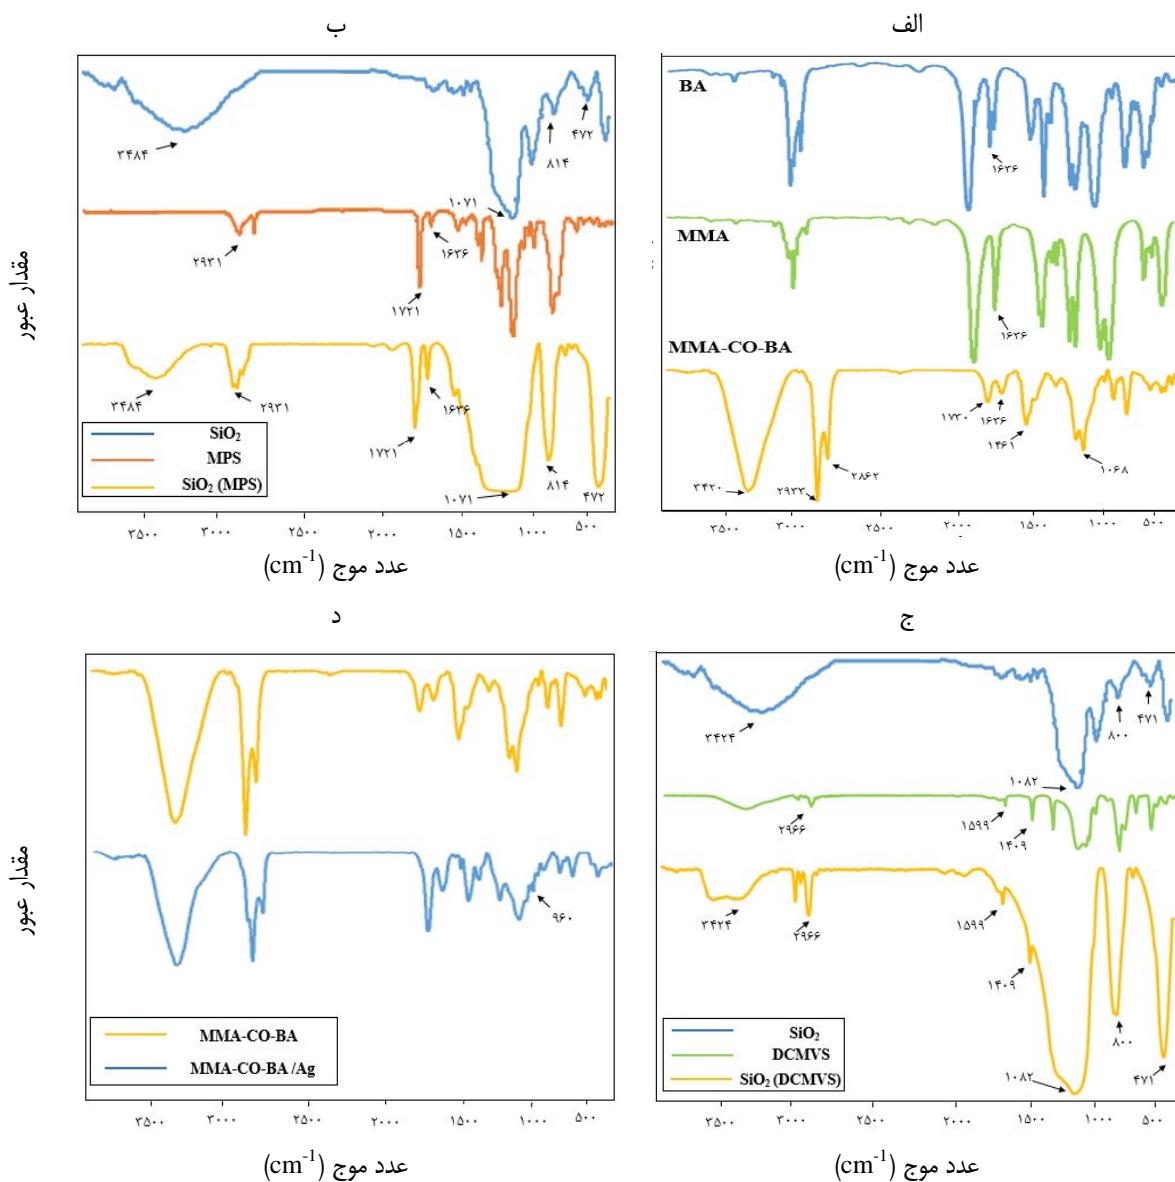 الف
BA
۱۶۳۶
MMA
۱۶۳۶
MMA-CO-BA
۳۴۲۰
۲۹۳۳
۲۸۶۲
۱۷۳۰
۱۶۳۶
۱۴۶۱
۱۰۶۸
۳۵۰۰ ۳۰۰۰ ۲۵۰۰ ۲۰۰۰ ۱۵۰۰ ۱۰۰۰ ۵۰۰
عدد موج (cm-1)
ب
مقدار عبور
۳۴۸۴
۱۰۷۱
۸۱۴
۴۷۲
۲۹۳۱
۱۷۲۱
۱۶۳۶
۳۴۸۴
۲۹۳۱
۱۷۲۱
۱۶۳۶
۱۰۷۱
۸۱۴
۴۷۲
SiO2
MPS
SiO2 (MPS)
۳۵۰۰ ۳۰۰۰ ۲۵۰۰ ۲۰۰۰ ۱۵۰۰ ۱۰۰۰ ۵۰۰
عدد موج (cm-1)
ج
۳۴۲۴
۱۰۸۲
۸۰۰
۴۷۱
۲۹۶۶
۱۵۹۹
۱۴۰۹
۳۴۲۴
۲۹۶۶
۱۵۹۹
۱۴۰۹
۱۰۸۲
۸۰۰
۴۷۱
SiO2
DCMVS
SiO2 (DCMVS)
۳۵۰۰ ۳۰۰۰ ۲۵۰۰ ۲۰۰۰ ۱۵۰۰ ۱۰۰۰ ۵۰۰
عدد موج (cm-1)
د
مقدار عبور
۹۶۰
MMA-CO-BA
MMA-CO-BA /Ag
۳۵۰۰ ۳۰۰۰ ۲۵۰۰ ۲۰۰۰ ۱۵۰۰ ۱۰۰۰ ۵۰۰
عدد موج (cm-1)